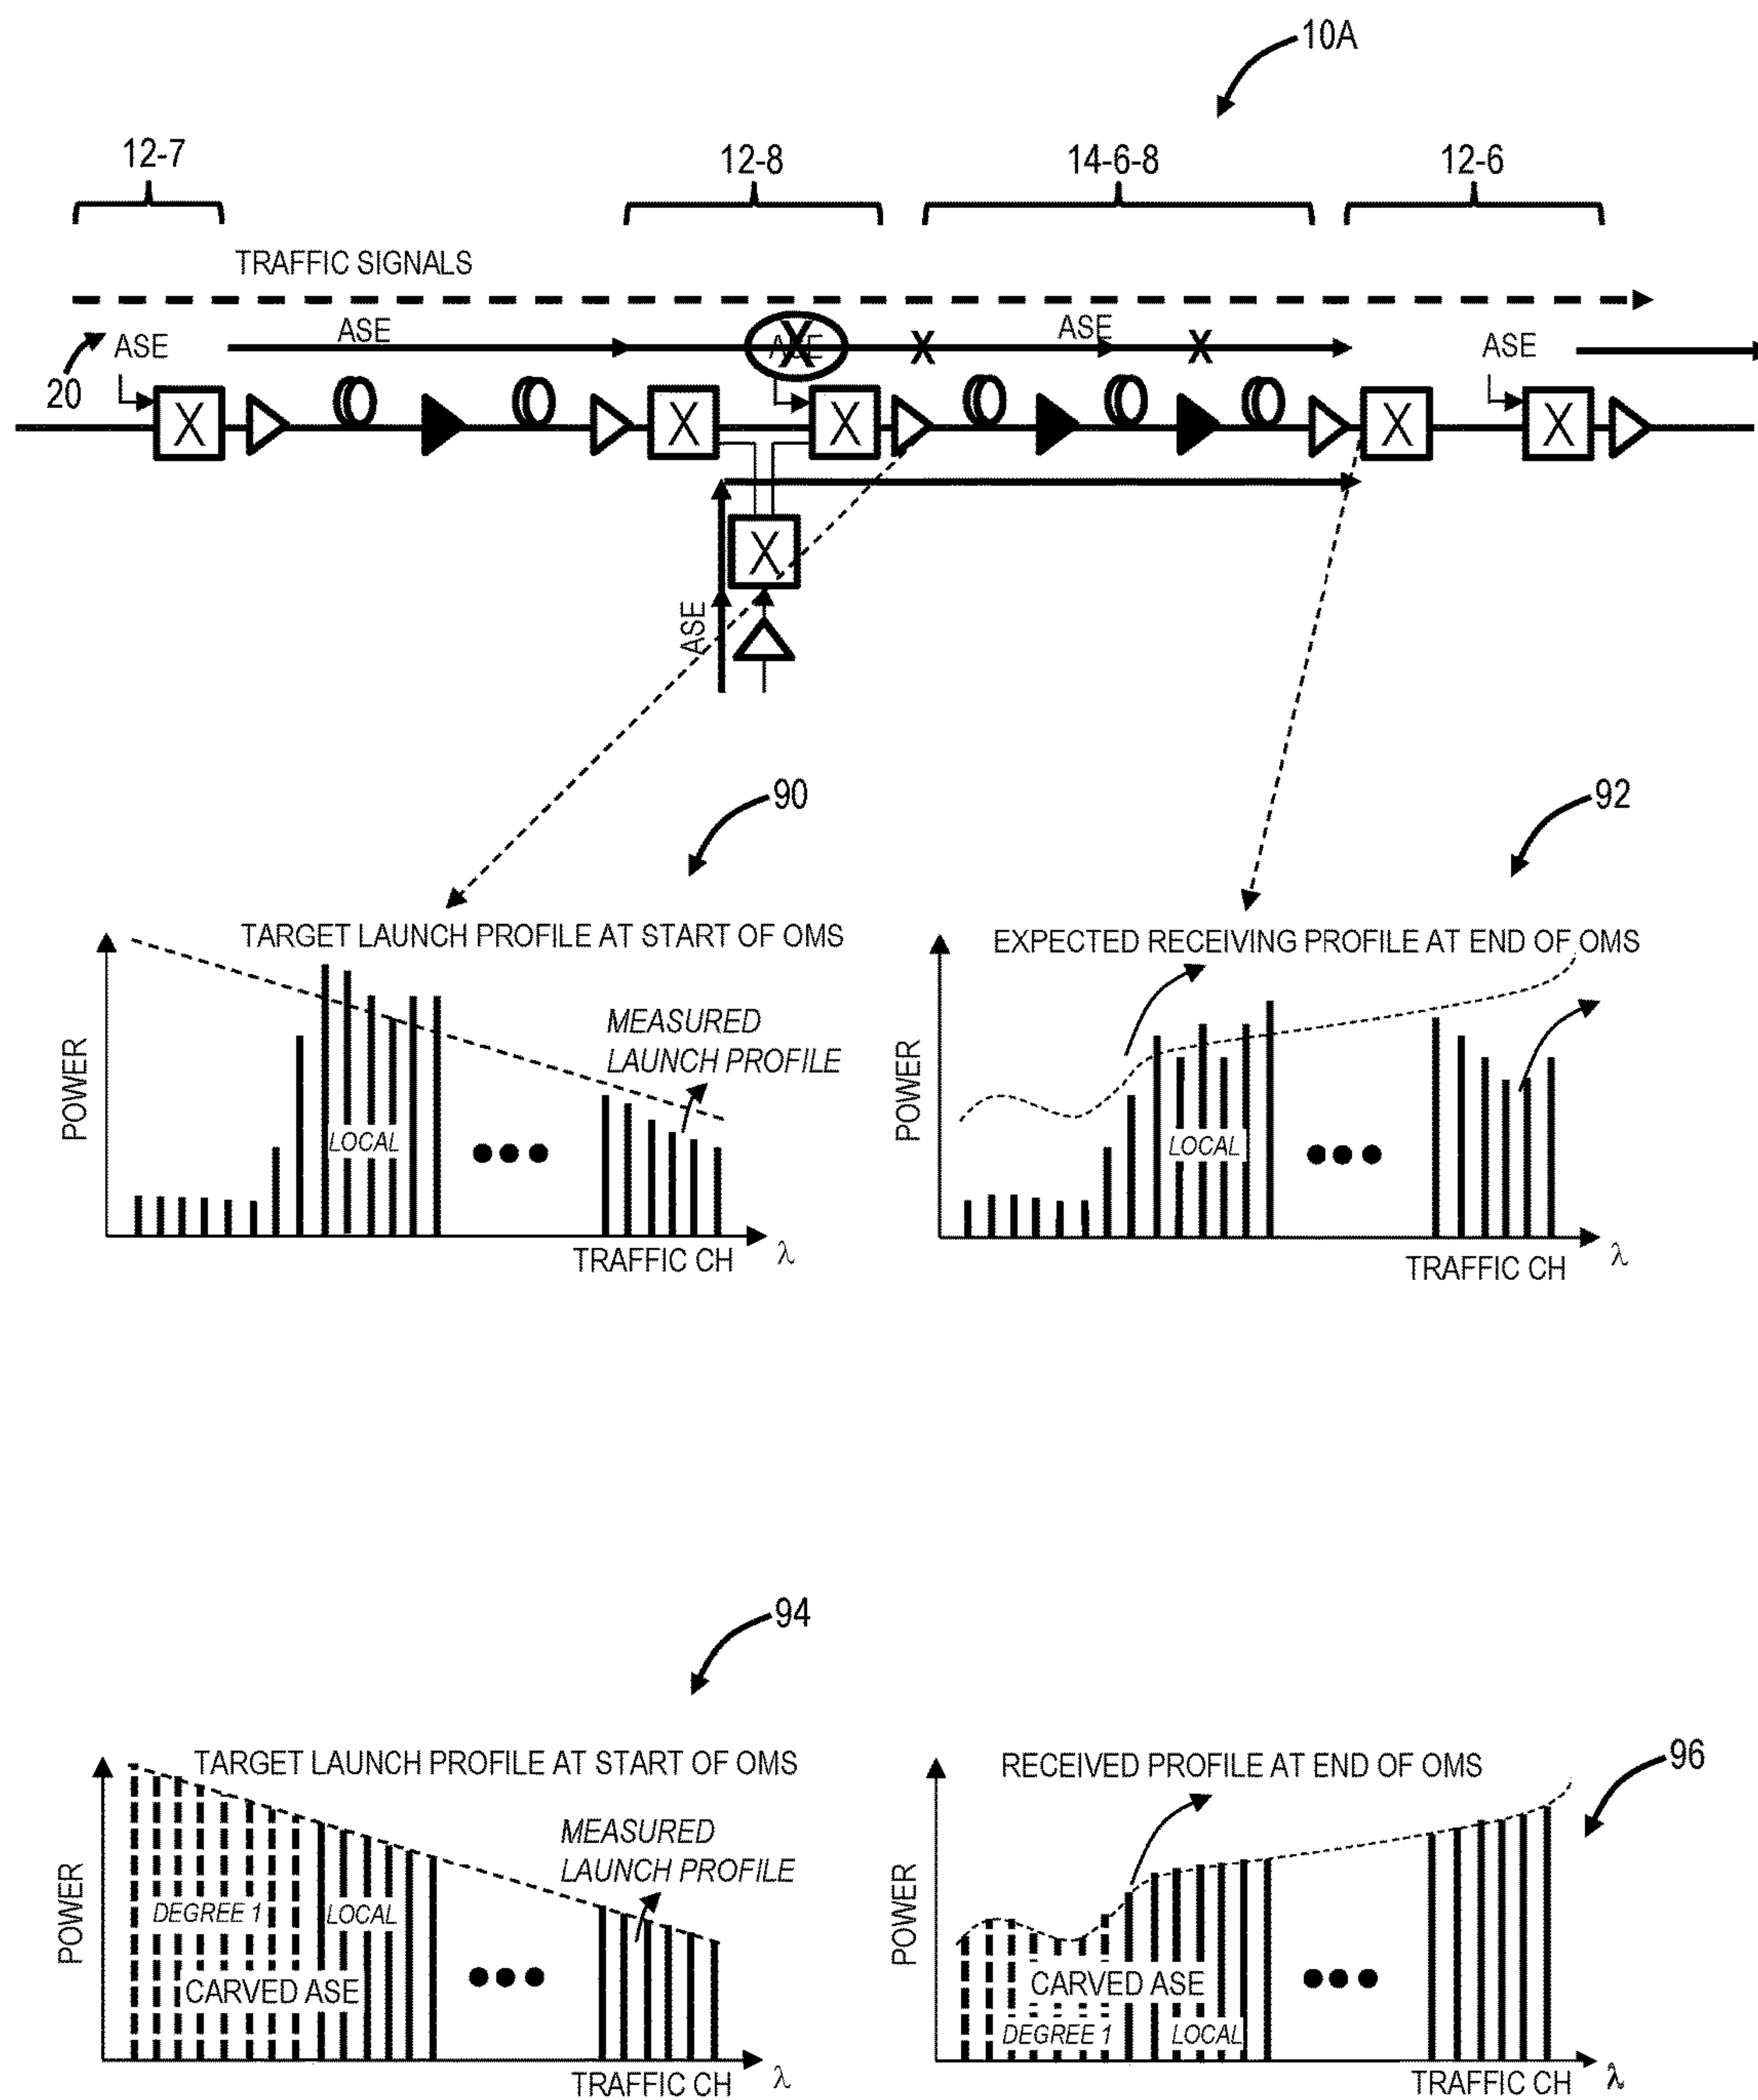 10A
12-7
12-8
14-6-8
12-6
TRAFFIC SIGNALS
ASE
ASE
ASE
ASE
ASE
X
X
X
20
X
X
X
X
X
X
ASE
90
92
TARGET LAUNCH PROFILE AT START OF OMS
MEASURED
LAUNCH PROFILE
POWER
LOCAL
TRAFFIC CH
λ
EXPECTED RECEIVING PROFILE AT END OF OMS
POWER
LOCAL
TRAFFIC CH
λ
94
96
TARGET LAUNCH PROFILE AT START OF OMS
MEASURED
LAUNCH PROFILE
POWER
DEGREE 1
LOCAL
CARVED ASE
TRAFFIC CH
λ
RECEIVED PROFILE AT END OF OMS
POWER
CARVED ASE
DEGREE 1
LOCAL
TRAFFIC CH
λ